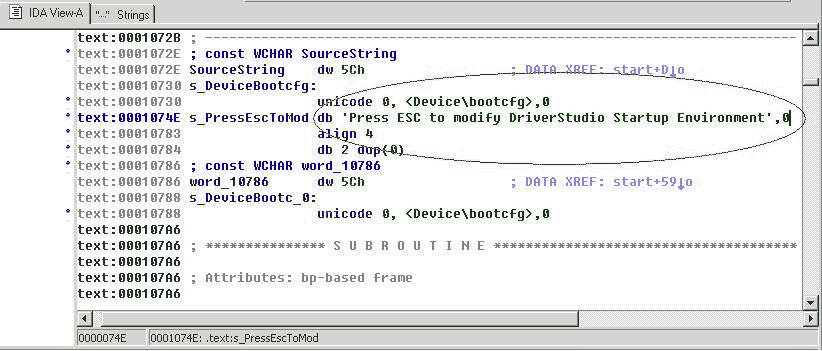 IDA View-A "..." Strings
text:0001072B ; ---------------------------------------------------------------------------
text:0001072E ; const WCHAR SourceString
text:0001072E SourceString dw 5Ch ; DATA XREF: start+D↓o
text:00010730 s_DeviceBootcfg:
text:00010730 unicode 0, <Device\bootcfg>,0
text:0001074E s_PressEscToMod db 'Press ESC to modify DriverStudio Startup Environment',0
text:00010783 align 4
text:00010784 db 2 dup(0)
text:00010786 ; const WCHAR word_10786
text:00010786 word_10786 dw 5Ch ; DATA XREF: start+59↓o
text:00010788 s_DeviceBootc_0:
text:00010788 unicode 0, <Device\bootcfg>,0
text:000107A6
text:000107A6 ; *************** S U B R O U T I N E ***************************************
text:000107A6
text:000107A6 ; Attributes: bp-based frame
text:000107A6
0000074E 0001074E: .text:s_PressEscToMod